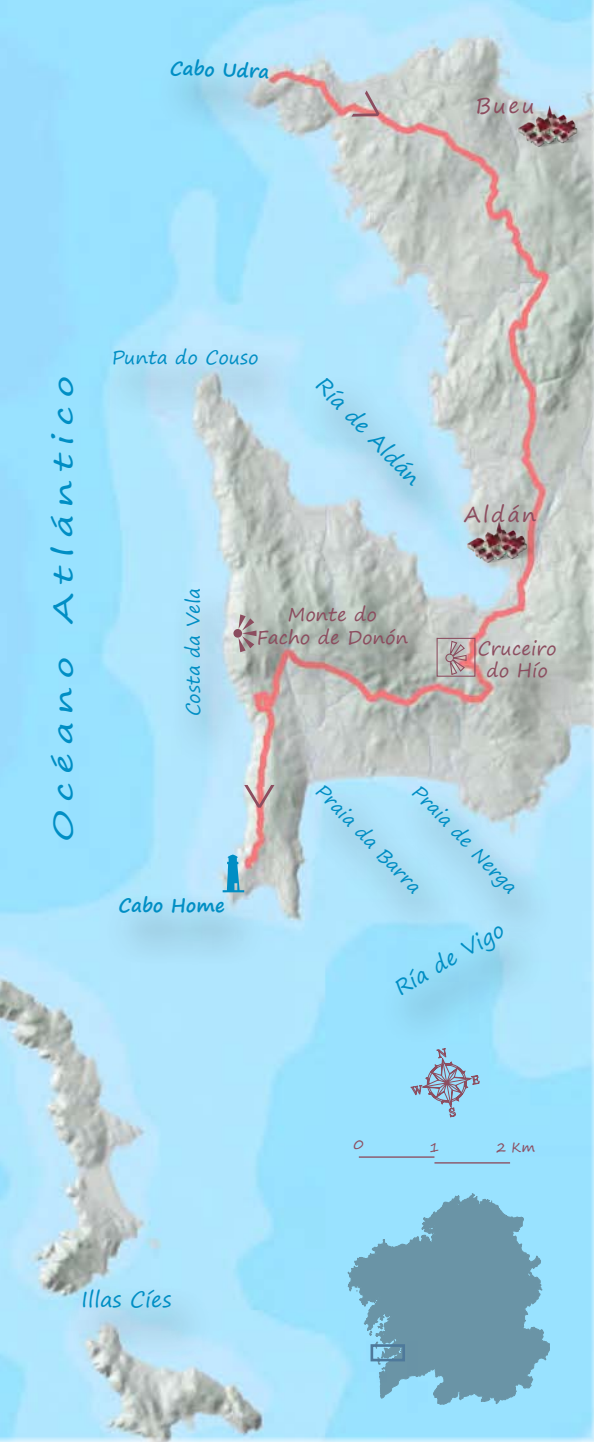 Cabo Udra
Bueu
Punta do Couso
Ría de Aldán
Océano Atlántico
Aldán
Costa da Vela
Monte do
Facho de Donón
Cruceiro
do Hío
Praia da Barra
Praia de Nerga
Cabo Home
Ría de Vigo
N
W
E
S
0 1 2 Km
Illas Cíes